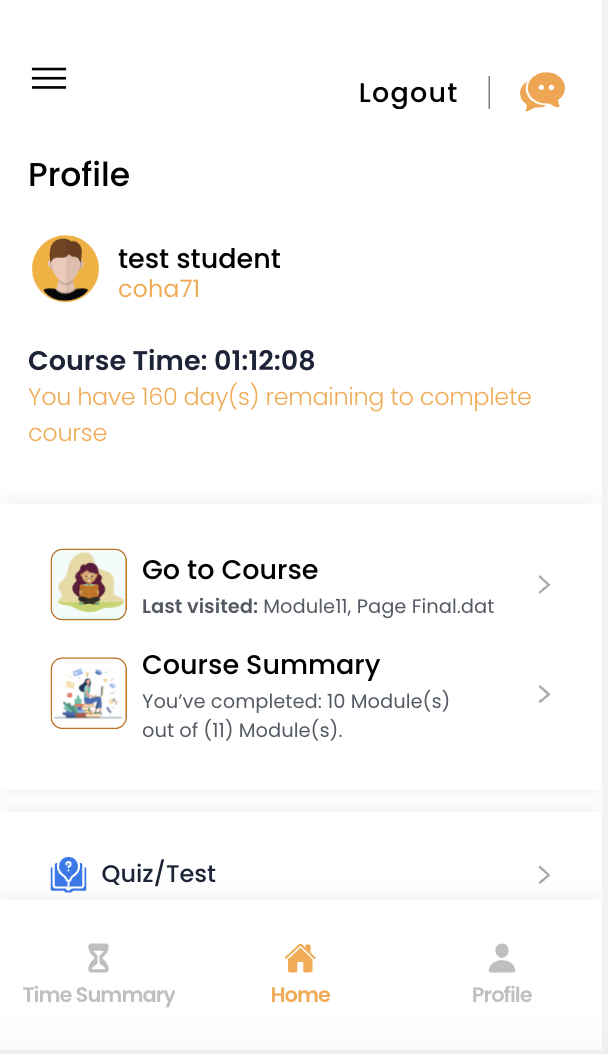 Logout
Profile
test student
coha71
Course Time: 01:12:08
You have 160 day(s) remaining to complete
course
Go to Course
Last visited: Module11, Page Final.dat
Course Summary
You’ve completed: 10 Module(s)
out of (11) Module(s).
?
Quiz/Test
Time Summary
Home
Profile